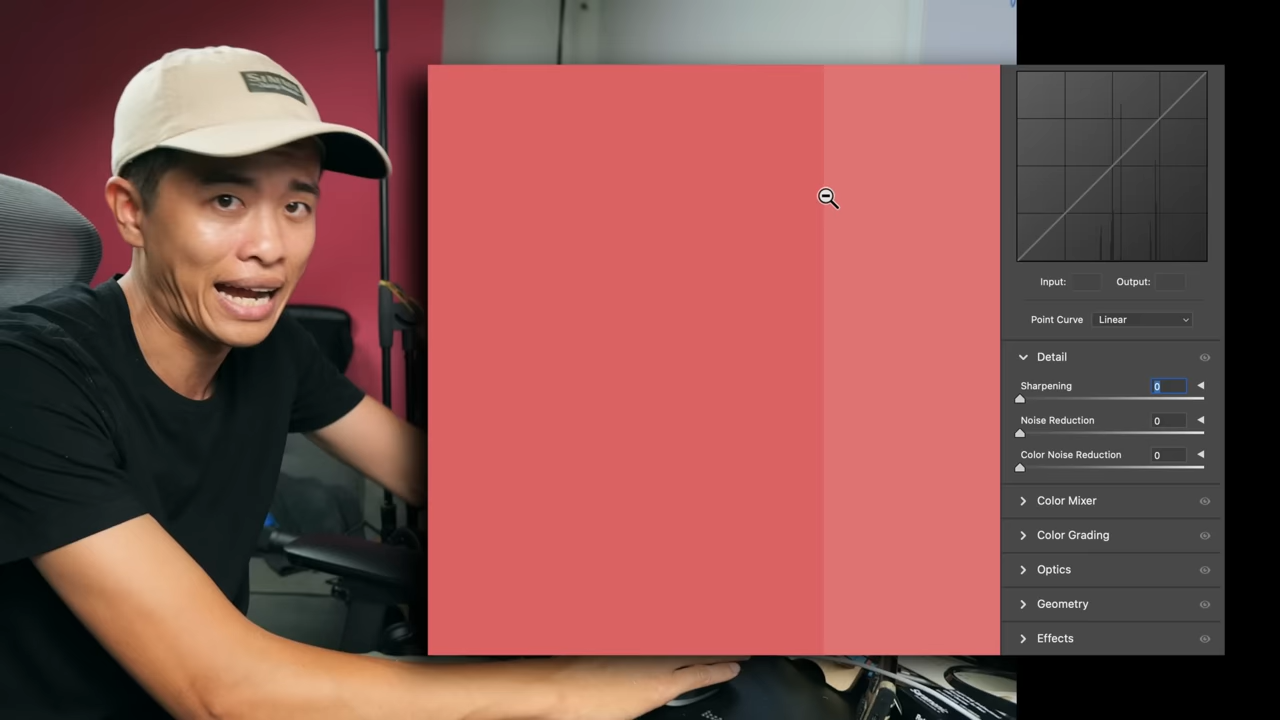 SIMMS
Input:
Output:
Point Curve
Linear
Detail
Sharpening
0
Noise Reduction
0
Color Noise Reduction
0
Color Mixer
Color Grading
Optics
Geometry
Effects